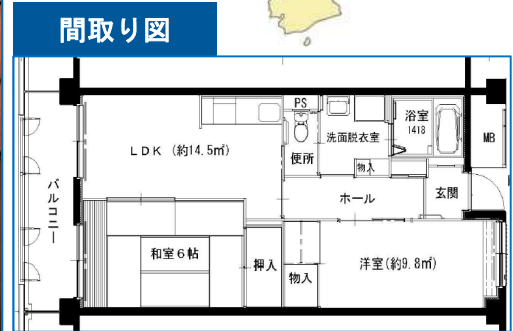 間取り図
PS
浴室
1418
MB
洗面脱衣室
便所
LDK (約14.5㎡)
物入
玄関
ホール
バルコニー
和室6帖
押入
物入
洋室(約9.8㎡)